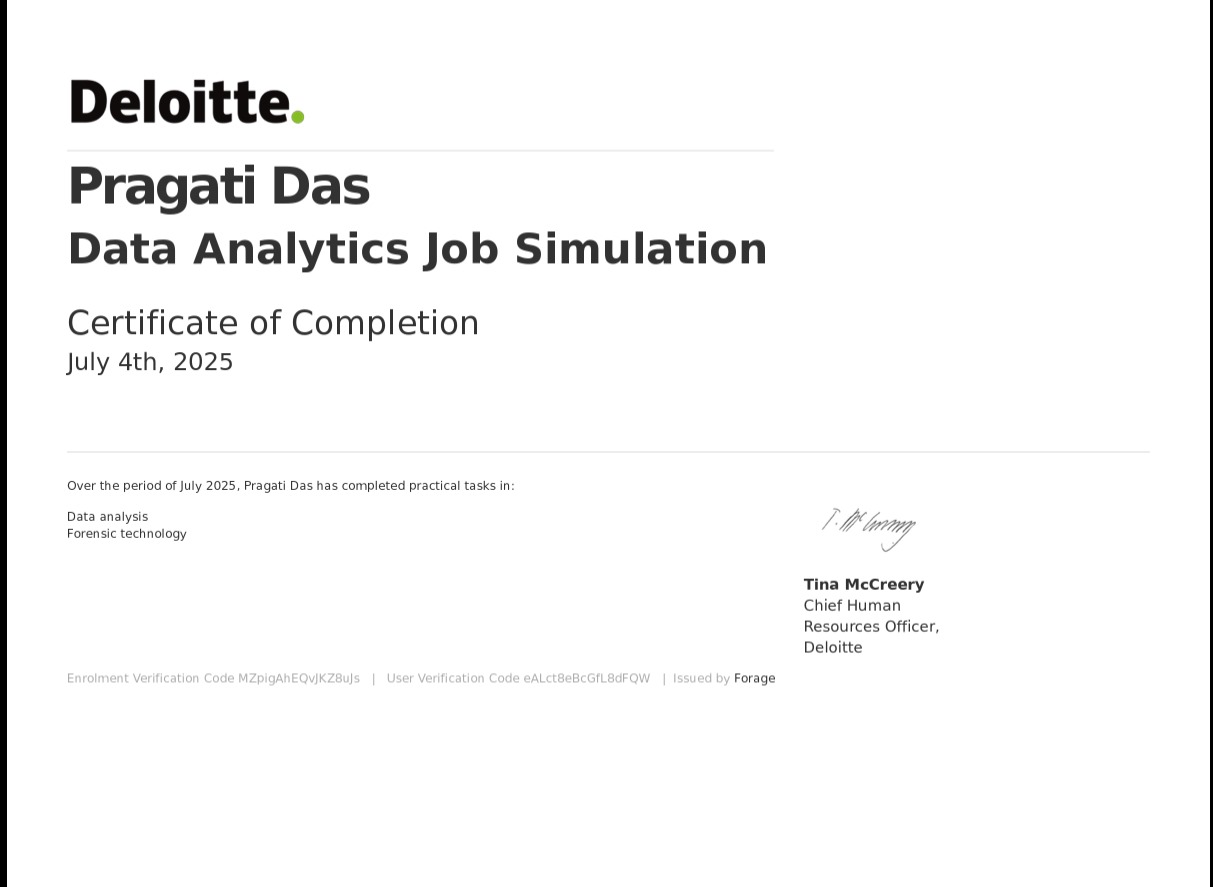 Deloitte.
Pragati Das
Data Analytics Job Simulation
Certificate of Completion
July 4th, 2025
Over the period of July 2025, Pragati Das has completed practical tasks in:
Data analysis
Forensic technology
T. McCreery
Tina McCreery
Chief Human
Resources Officer,
Deloitte
Enrolment Verification Code MZpigAhEQvJKZ8uJs | User Verification Code eALct8eBcGfL8dFQW | Issued by Forage